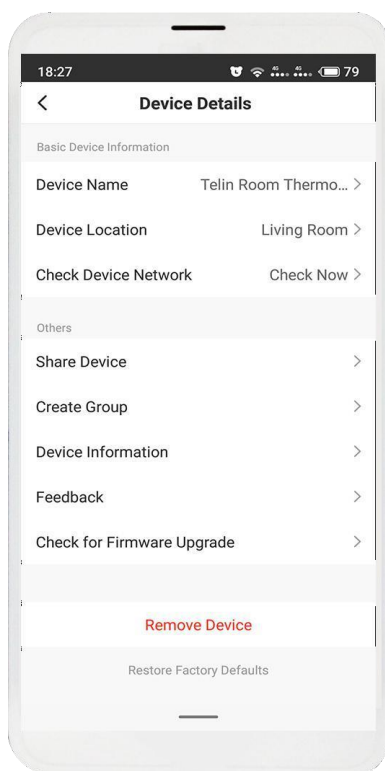 18:27 79
Device Details
Basic Device Information
Device Name Telin Room Thermo...
Device Location Living Room
Check Device Network Check Now
Others
Share Device
Create Group
Device Information
Feedback
Check for Firmware Upgrade
Remove Device
Restore Factory Defaults